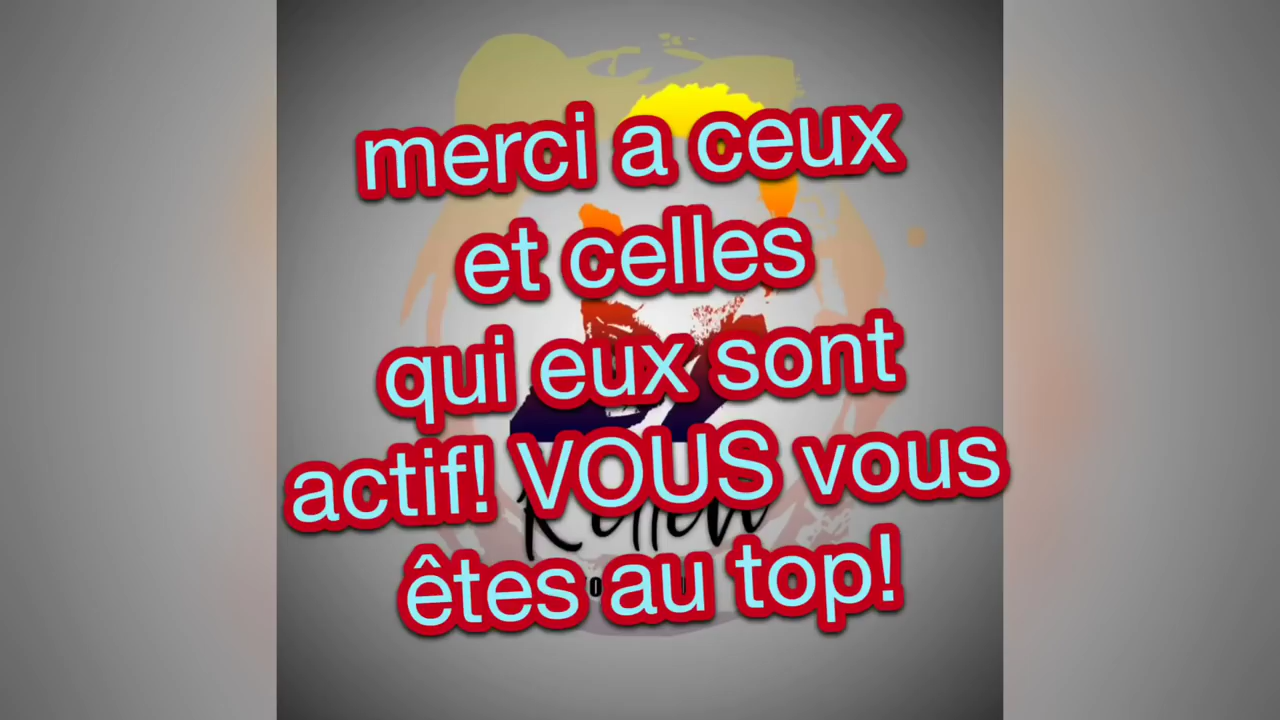 merci a ceux
et celles
qui eux sont
actif! VOUS vous
êtes au top!